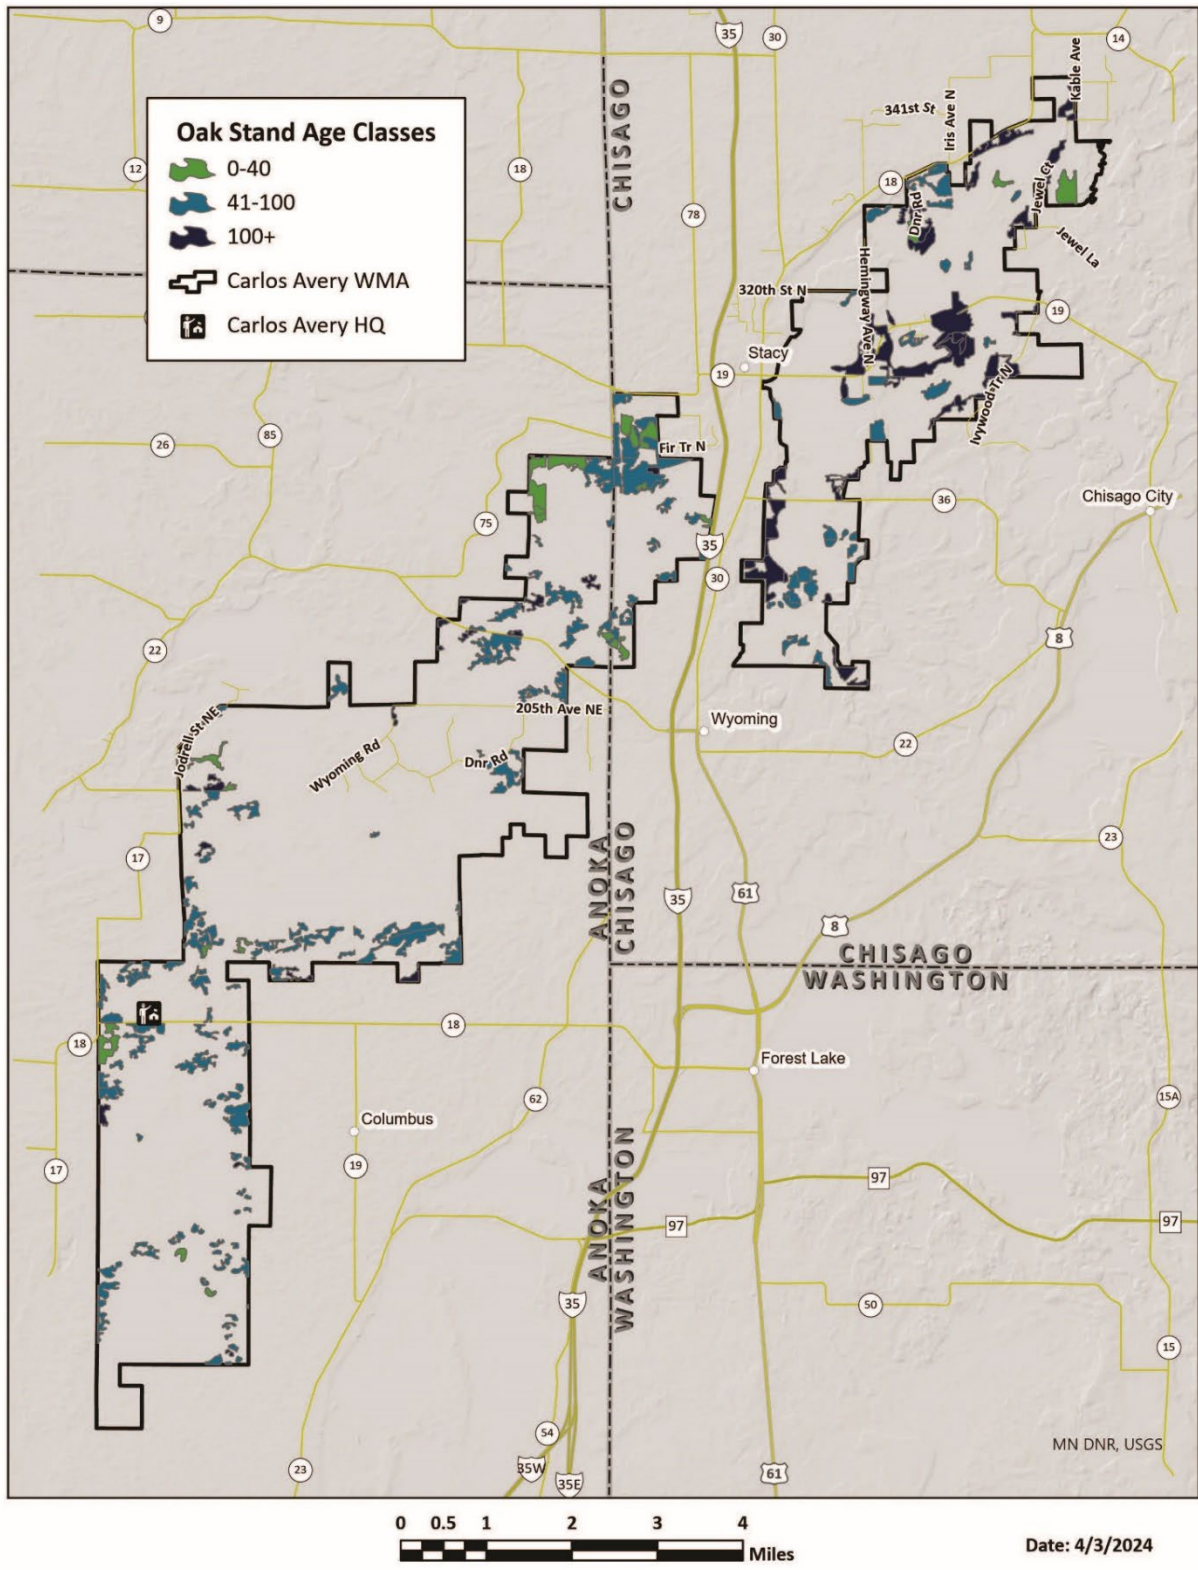 9
35
30
14
Kable Ave
341st St
Iris Ave N
CHISAGO
Oak Stand Age Classes
0-40
41-100
100+
Carlos Avery WMA
Carlos Avery HQ
12
18
18
78
Dnr Rd
Jewel Ct
Jewel La
Hemingway Ave N
320th St N
19
Stacy
19
Ivywood Tr N
85
26
Fir Tr N
36
Chisago City
75
35
30
22
8
205th Ave NE
Jodrell St NE
Wyoming Rd
Dnr Rd
Wyoming
22
23
17
ANOKA
CHISAGO
35
61
8
CHISAGO
WASHINGTON
18
18
Forest Lake
62
15A
Columbus
17
19
ANOKA
WASHINGTON
97
97
97
35
50
15
54
MN DNR, USGS
23
35W
35E
61
0 0.5 1 2 3 4
Miles
Date: 4/3/2024